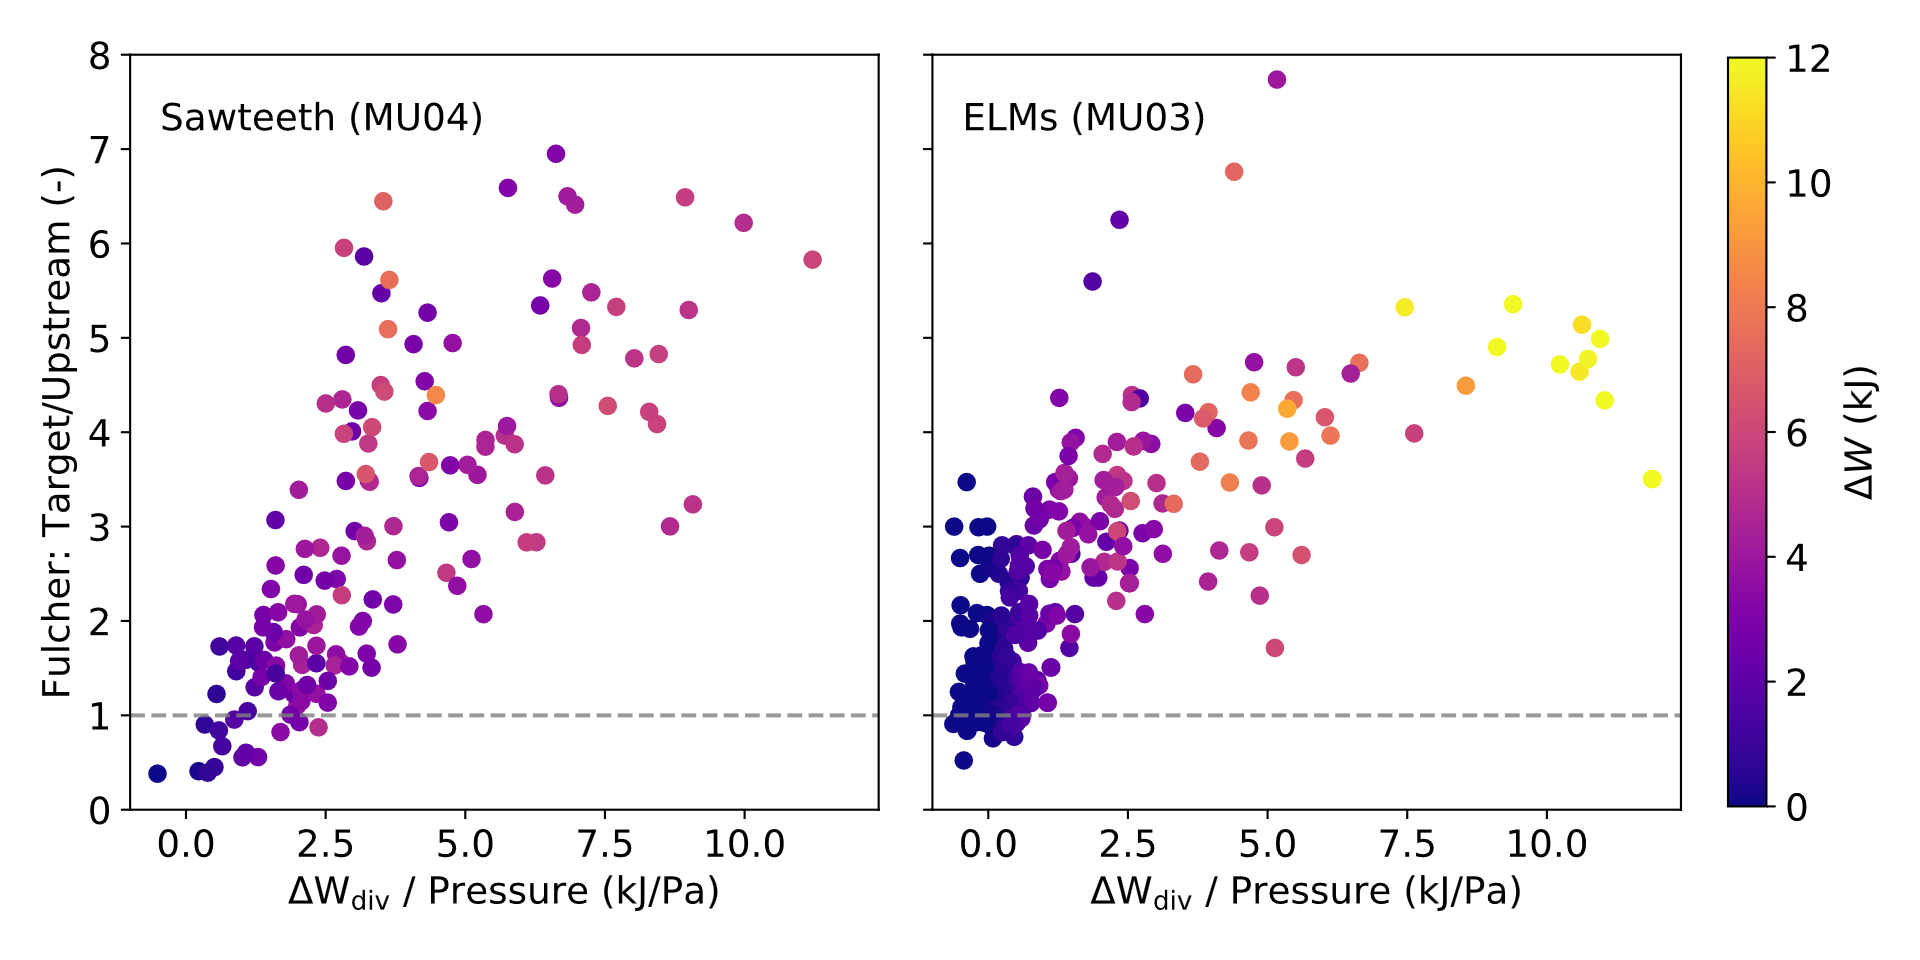 Sawteeth (MU04)
ELMs (MU03)
Fulcher: Target/Upstream (-)
8
7
6
5
4
3
2
1
0
0.0 2.5 5.0 7.5 10.0
0.0 2.5 5.0 7.5 10.0
ΔWdiv / Pressure (kJ/Pa)
ΔWdiv / Pressure (kJ/Pa)
12
10
8
6
4
2
0
ΔW (kJ)